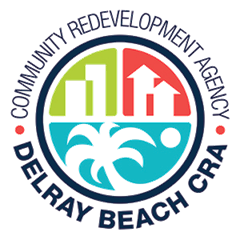 • COMMUNITY REDEVELOPMENT AGENCY •
DELRAY BEACH CRA